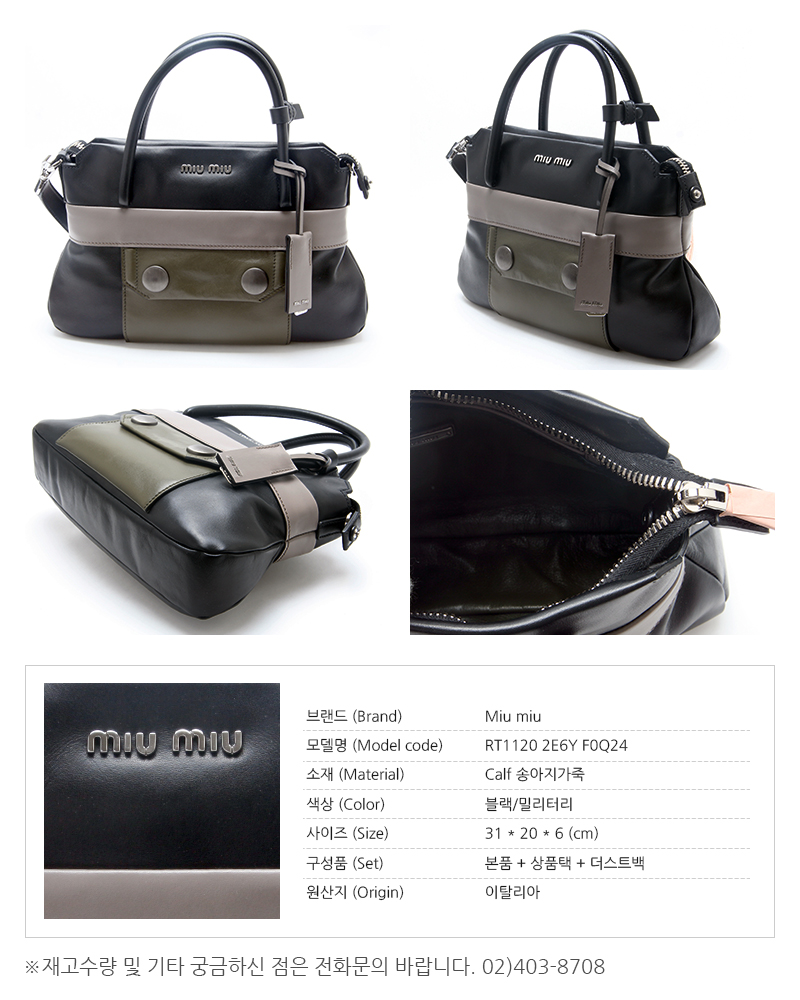 miu miu
miu miu
miu miu
브랜드 (Brand) Miu miu
모델명 (Model code) RT1120 2E6Y F0Q24
소재 (Material) Calf 송아지가죽
색상 (Color) 블랙/밀리터리
사이즈 (Size) 31 * 20 * 6 (cm)
구성품 (Set) 본품 + 상품택 + 더스트백
원산지 (Origin) 이탈리아
※재고수량 및 기타 궁금하신 점은 전화문의 바랍니다. 02)403-8708